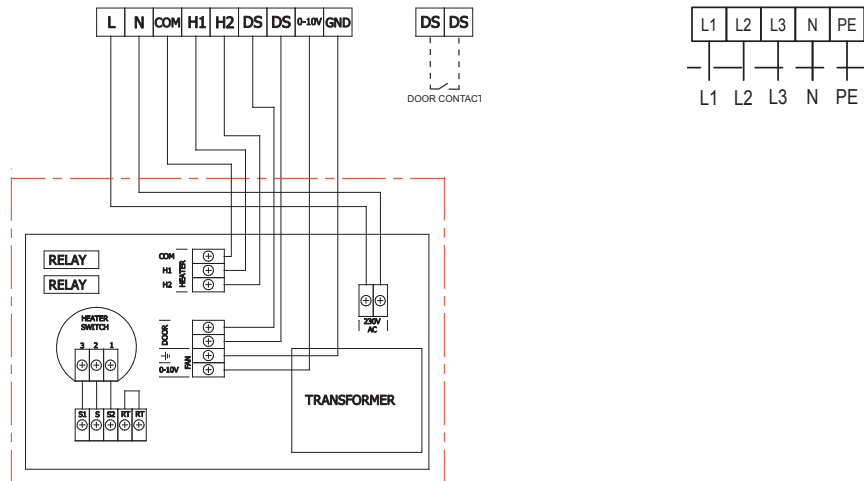 L N COM H1 H2 DS DS 0-10V GND
DS DS
DOOR CONTACT
L1 L2 L3 N PE
L1 L2 L3 N PE
RELAY
RELAY
COM
H1
H2
HEATER
HEATER
SWITCH
3 2 1
S1 S S2 RT RT
DOOR
FAN
0-10V
230V
AC
TRANSFORMER